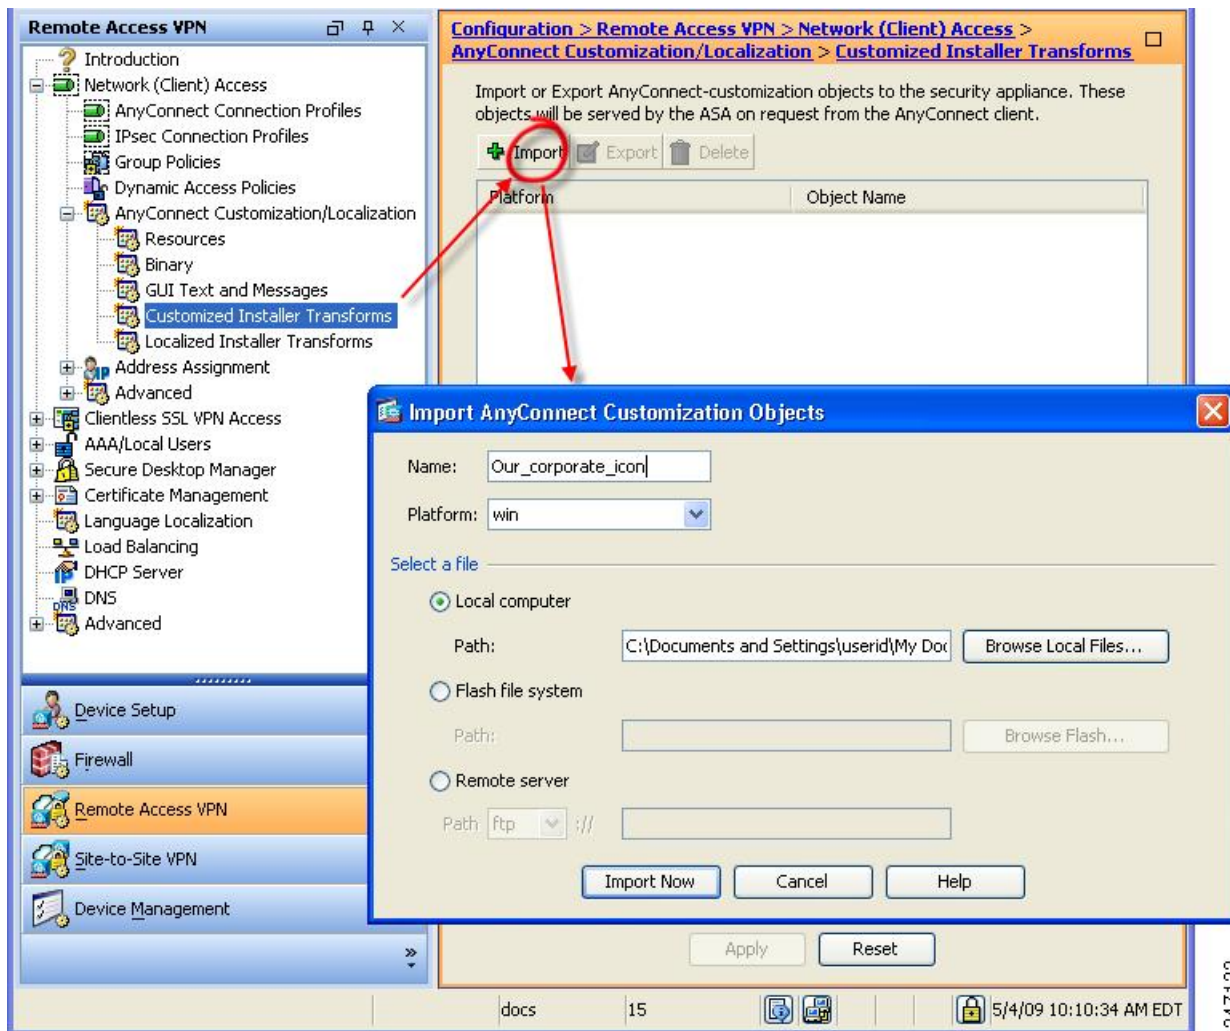 Remote Access VPN
Introduction
Network (Client) Access
AnyConnect Connection Profiles
IPsec Connection Profiles
Group Policies
Dynamic Access Policies
AnyConnect Customization/Localization
Resources
Binary
GUI Text and Messages
Customized Installer Transforms
Localized Installer Transforms
Address Assignment
Advanced
Clientless SSL VPN Access
AAA/Local Users
Secure Desktop Manager
Certificate Management
Language Localization
Load Balancing
DHCP Server
DNS
Advanced
Device Setup
Firewall
Remote Access VPN
Site-to-Site VPN
Device Management
Configuration > Remote Access VPN > Network (Client) Access >
AnyConnect Customization/Localization > Customized Installer Transforms
Import or Export AnyConnect-customization objects to the security appliance. These
objects will be served by the ASA on request from the AnyConnect client.
Import Export Delete
Platform Object Name
Import AnyConnect Customization Objects
Name: Our_corporate_icon
Platform: win
Select a file
Local computer
Path: C:\Documents and Settings\userid\My Doc Browse Local Files...
Flash file system
Path: Browse Flash...
Remote server
Path ftp ://
Import Now Cancel Help
Apply Reset
docs 15 5/4/09 10:10:34 AM EDT